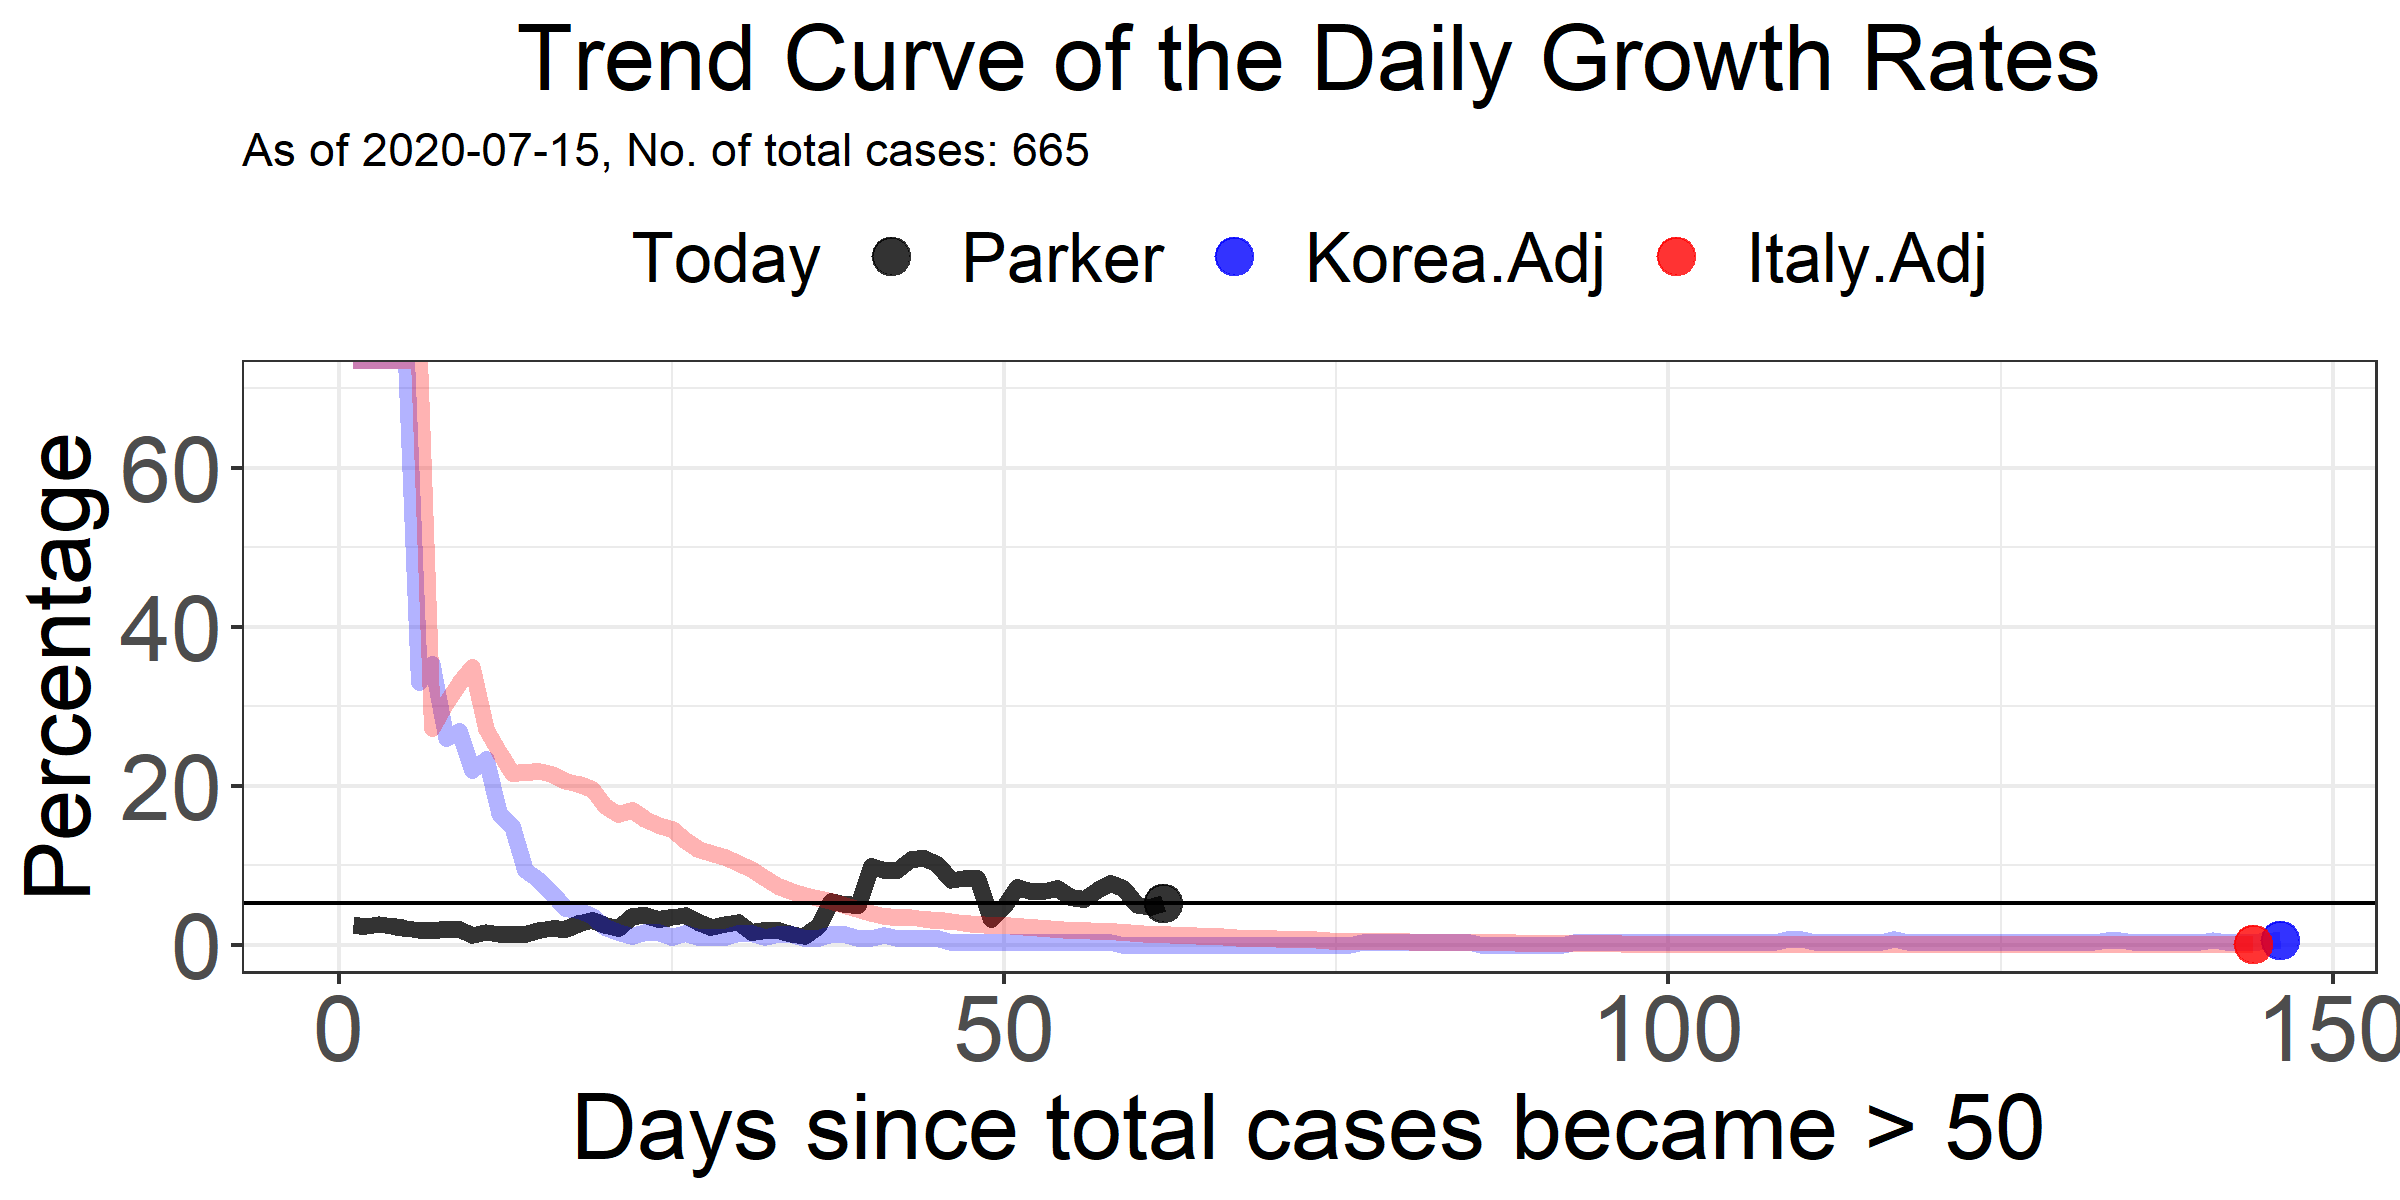 Trend Curve of the Daily Growth Rates
As of 2020-07-15, No. of total cases: 665
Today Parker Korea.Adj Italy.Adj
Percentage
60
40
20
0
0 50 100 150
Days since total cases became > 50